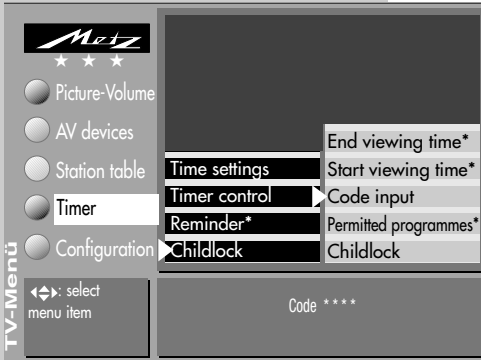 Metz
Picture-Volume
AV devices
Station table
Timer
Configuration
TV-Menü
Time settings
Timer control
Reminder*
Childlock
End viewing time*
Start viewing time*
Code input
Permitted programmes*
Childlock
: select
menu item
Code ****